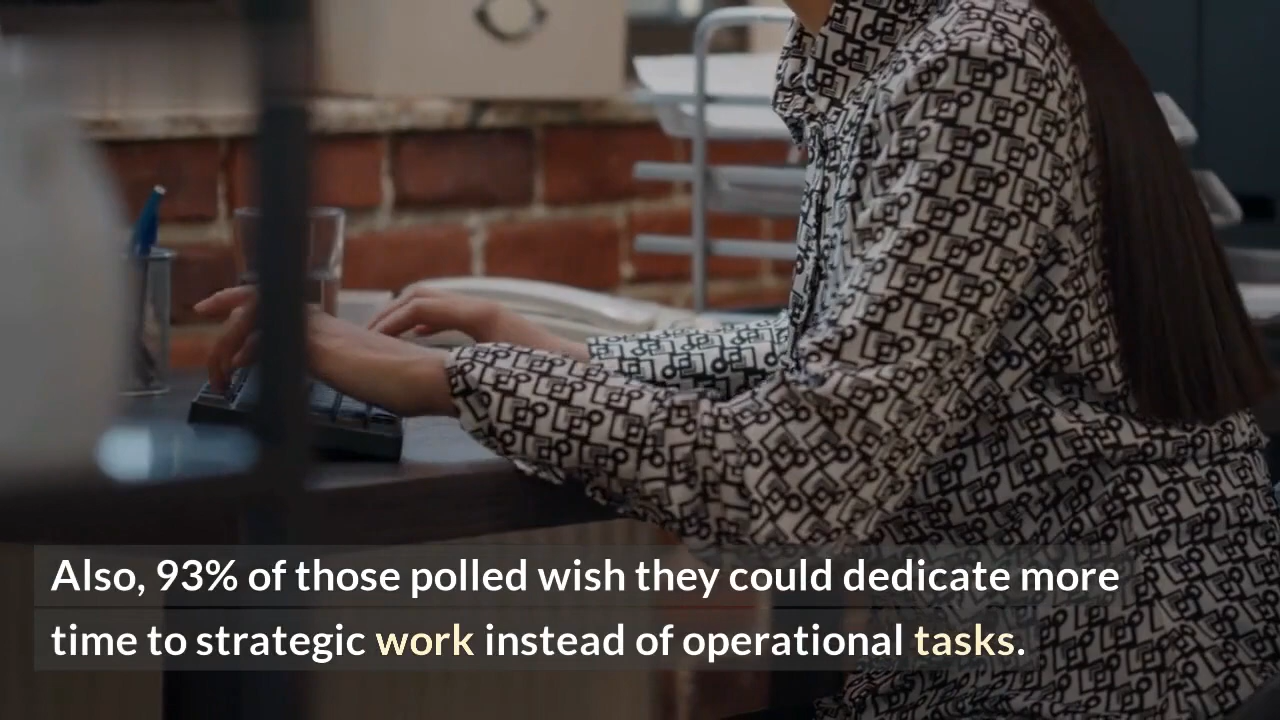 Also, 93% of those polled wish they could dedicate more
time to strategic work instead of operational tasks.